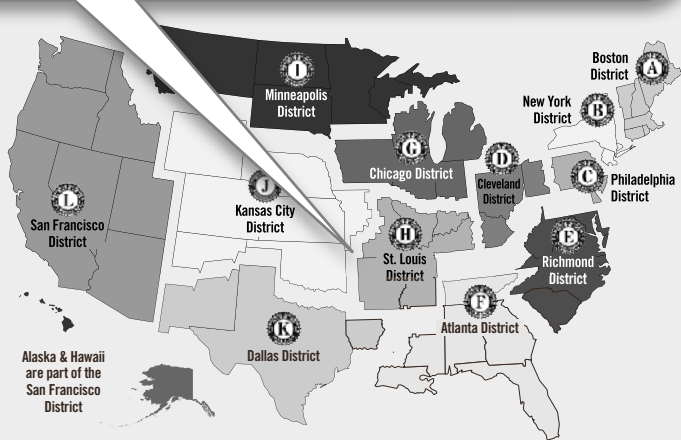 I
Minneapolis
District
Boston
District
A
New York
District
B
G
Chicago District
D
Cleveland
District
C
Philadelphia
District
L
San Francisco
District
J
Kansas City
District
H
St. Louis
District
E
Richmond
District
F
Atlanta District
K
Dallas District
Alaska & Hawaii
are part of the
San Francisco
District